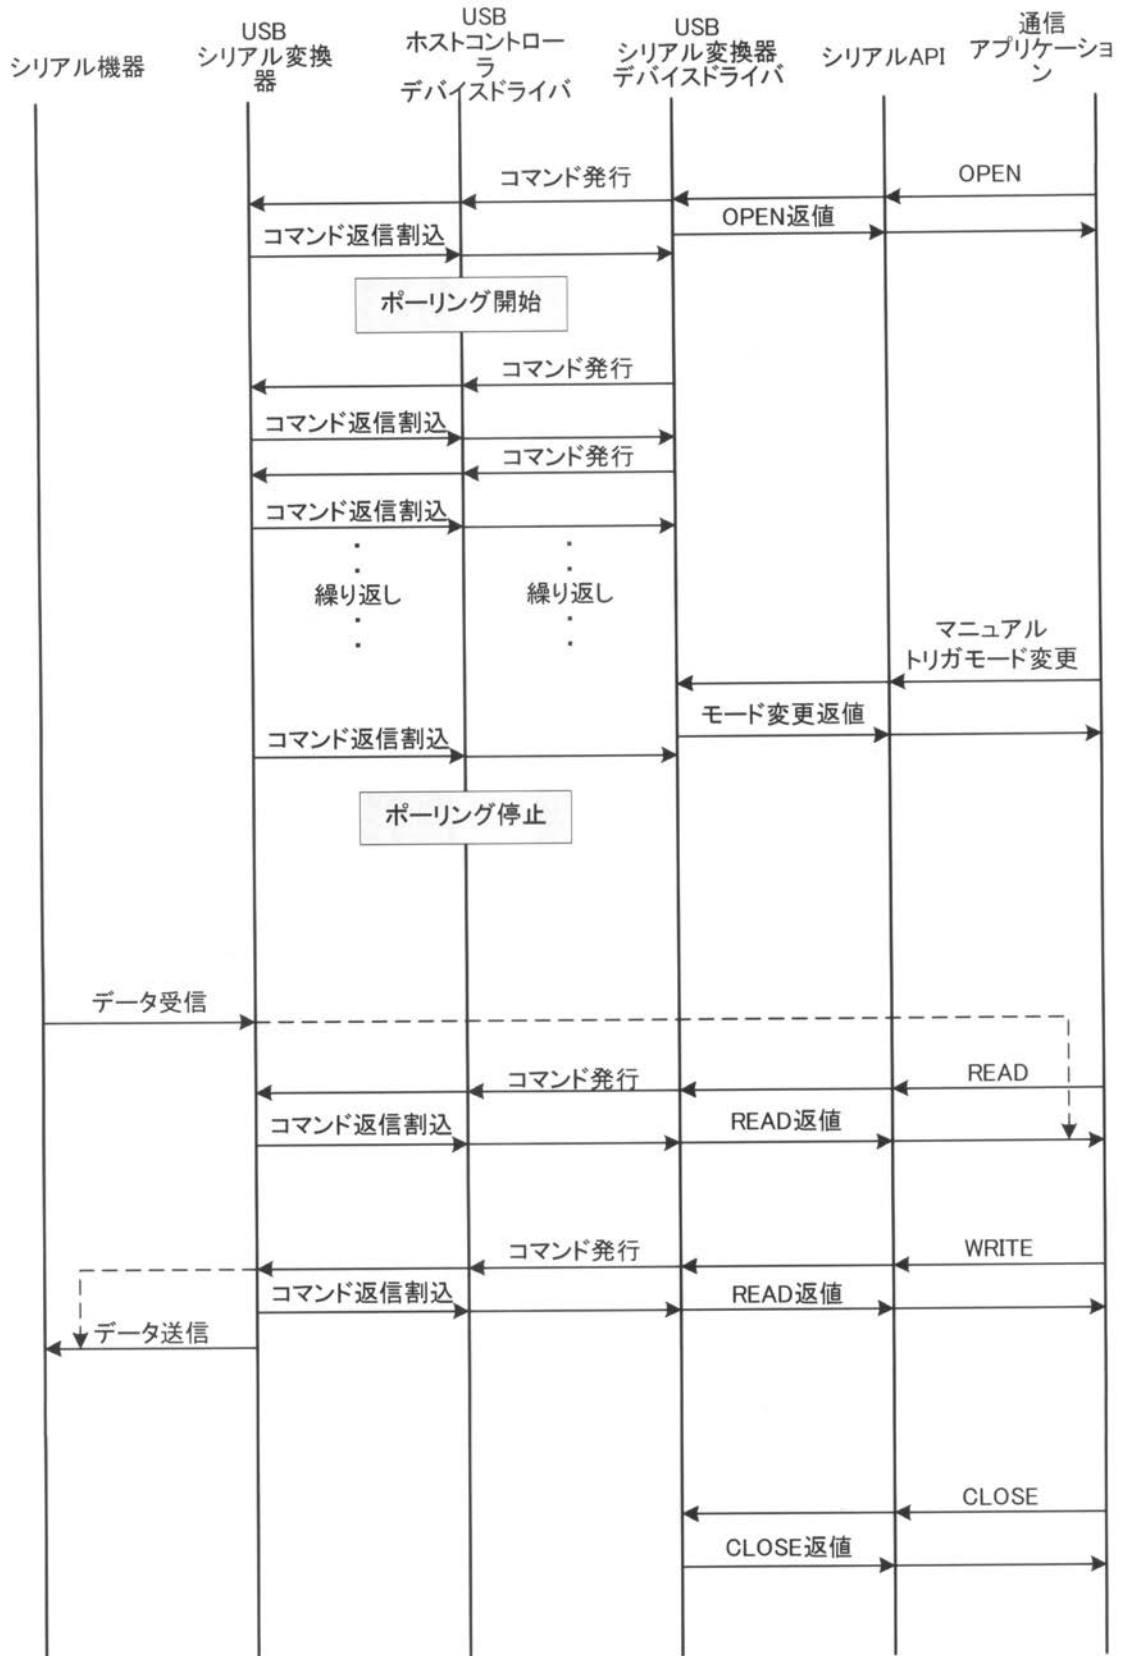 シリアル機器
USB
シリアル変換
器
USB
ホストコントロー
ラ
デバイスドライバ
USB
シリアル変換器
デバイスドライバ
シリアルAPI
通信
アプリケーショ
ン
コマンド発行
OPEN
コマンド返信割込
OPEN返値
ポーリング開始
コマンド発行
コマンド返信割込
コマンド発行
コマンド返信割込
繰り返し
繰り返し
マニュアル
トリガモード変更
モード変更返値
コマンド返信割込
ポーリング停止
データ受信
コマンド発行
READ
コマンド返信割込
READ返値
コマンド発行
WRITE
コマンド返信割込
READ返値
データ送信
CLOSE
CLOSE返値